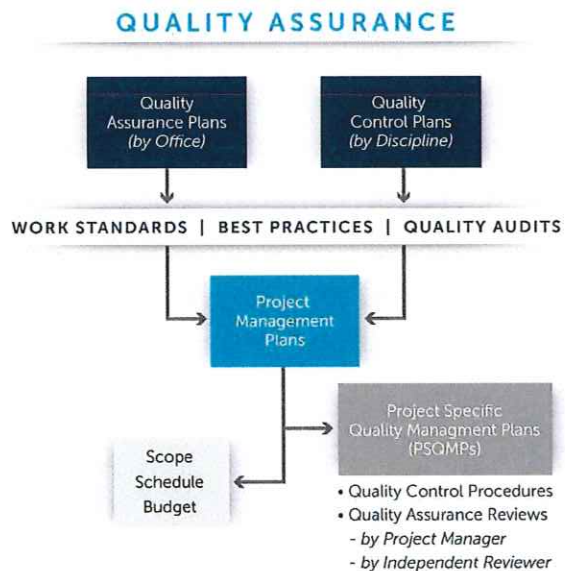 QUALITY ASSURANCE
Quality
Assurance Plans
(by Office)
Quality
Control Plans
(by Discipline)
WORK STANDARDS | BEST PRACTICES | QUALITY AUDITS
Project
Management
Plans
Project Specific
Quality Managment Plans
(PSQMPs)
Scope
Schedule
Budget
• Quality Control Procedures
• Quality Assurance Reviews
- by Project Manager
- by Independent Reviewer